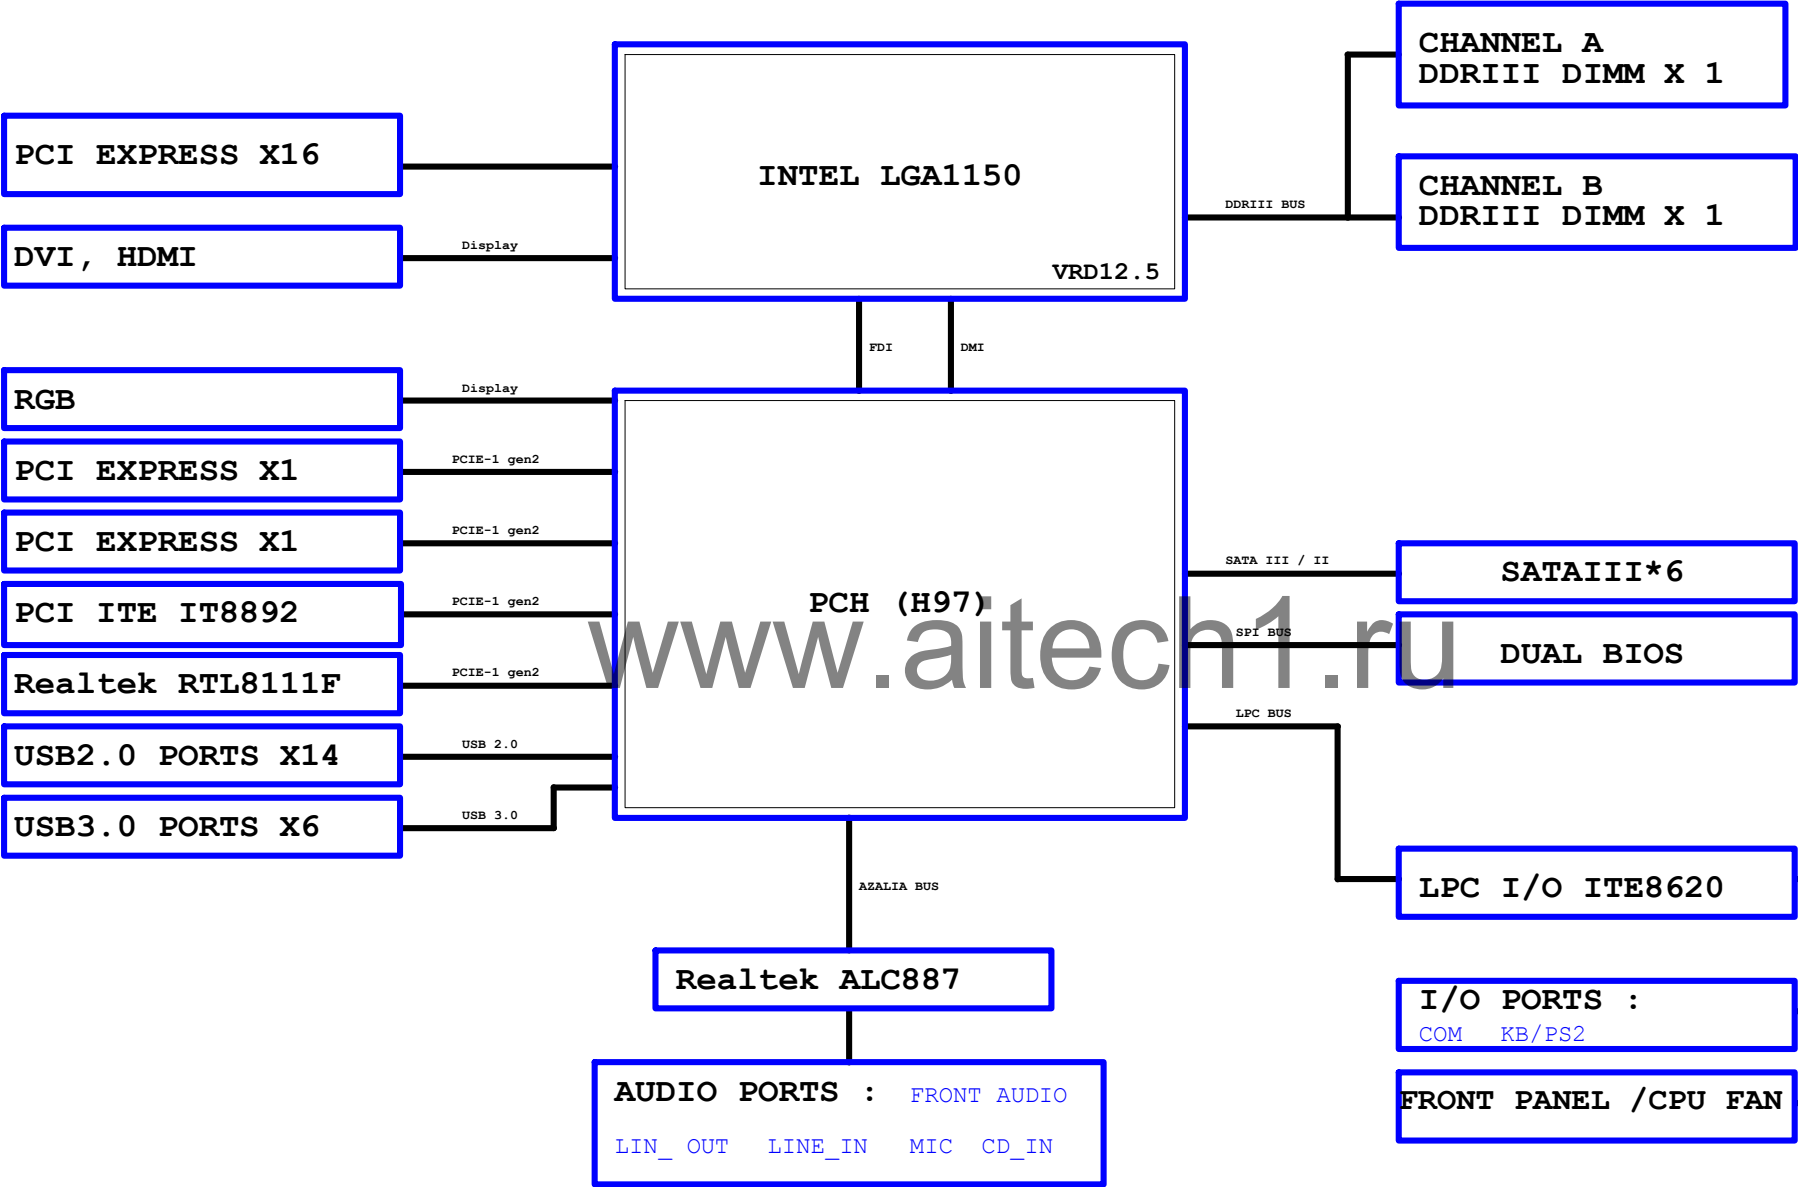 CHANNEL A
DDRIII DIMM X 1
PCI EXPRESS X16
INTEL LGA1150
CHANNEL B
DDRIII DIMM X 1
DDRIII BUS
DVI, HDMI
Display
VRD12.5
FDI
DMI
RGB
Display
PCI EXPRESS X1
PCIE-1 gen2
PCI EXPRESS X1
PCIE-1 gen2
SATA III / II
SATAIII*6
PCI ITE IT8892
PCIE-1 gen2
PCH (H97)
SPI BUS
DUAL BIOS
www.aitech1.ru
Realtek RTL8111F
PCIE-1 gen2
LPC BUS
USB2.0 PORTS X14
USB 2.0
USB3.0 PORTS X6
USB 3.0
AZALIA BUS
LPC I/O ITE8620
Realtek ALC887
I/O PORTS :
COM KB/PS2
AUDIO PORTS : FRONT AUDIO
LIN_ OUT LINE_IN MIC CD_IN
FRONT PANEL /CPU FAN